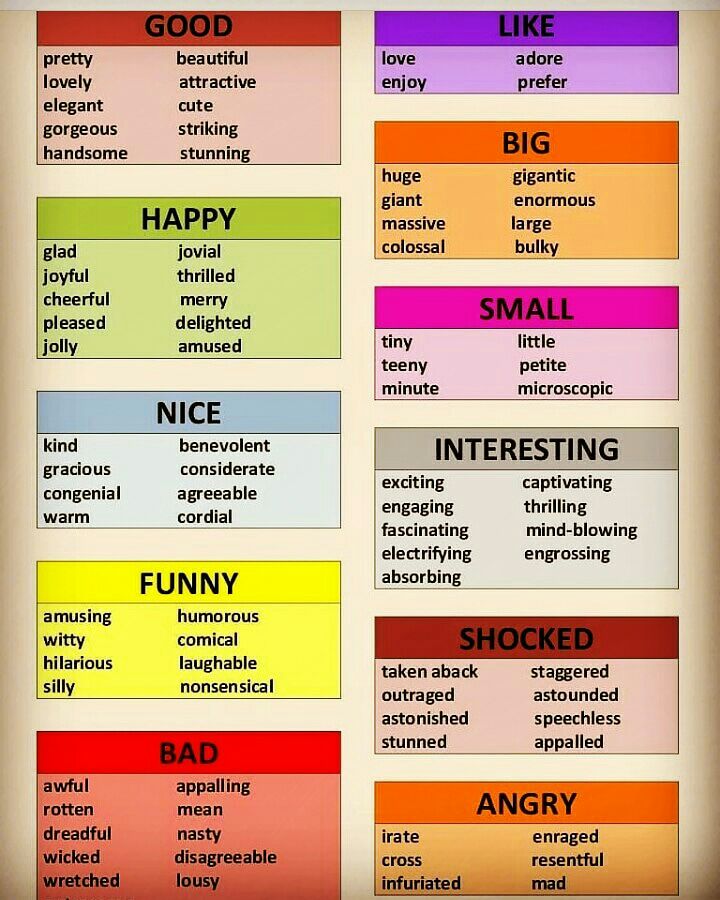 GOOD
pretty beautiful
lovely attractive
elegant cute
gorgeous striking
handsome stunning
HAPPY
glad jovial
joyful thrilled
cheerful merry
pleased delighted
jolly amused
NICE
kind benevolent
gracious considerate
congenial agreeable
warm cordial
FUNNY
amusing humorous
witty comical
hilarious laughable
silly nonsensical
BAD
awful appalling
rotten mean
dreadful nasty
wicked disagreeable
wretched lousy
LIKE
love adore
enjoy prefer
BIG
huge gigantic
giant enormous
massive large
colossal bulky
SMALL
tiny little
teeny petite
minute microscopic
INTERESTING
exciting captivating
engaging thrilling
fascinating mind-blowing
electrifying engrossing
absorbing
SHOCKED
taken aback staggered
outraged astounded
astonished speechless
stunned appalled
ANGRY
irate enraged
cross resentful
infuriated mad